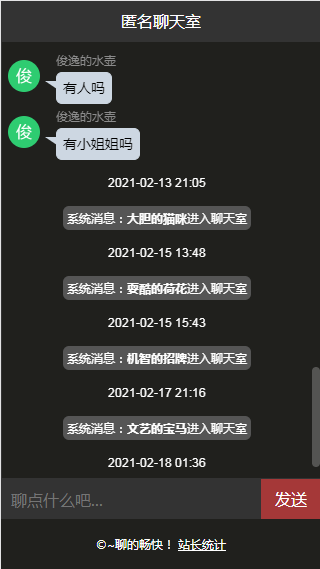 匿名聊天室
俊逸的水壶
俊
有人吗
俊逸的水壶
俊
有小姐姐吗
2021-02-13 21:05
系统消息：大胆的猫咪进入聊天室
2021-02-15 13:48
系统消息：耍酷的荷花进入聊天室
2021-02-15 15:43
系统消息：机智的招牌进入聊天室
2021-02-17 21:16
系统消息：文艺的宝马进入聊天室
2021-02-18 01:36
聊点什么吧...
发送
©~聊的畅快！ 站长统计